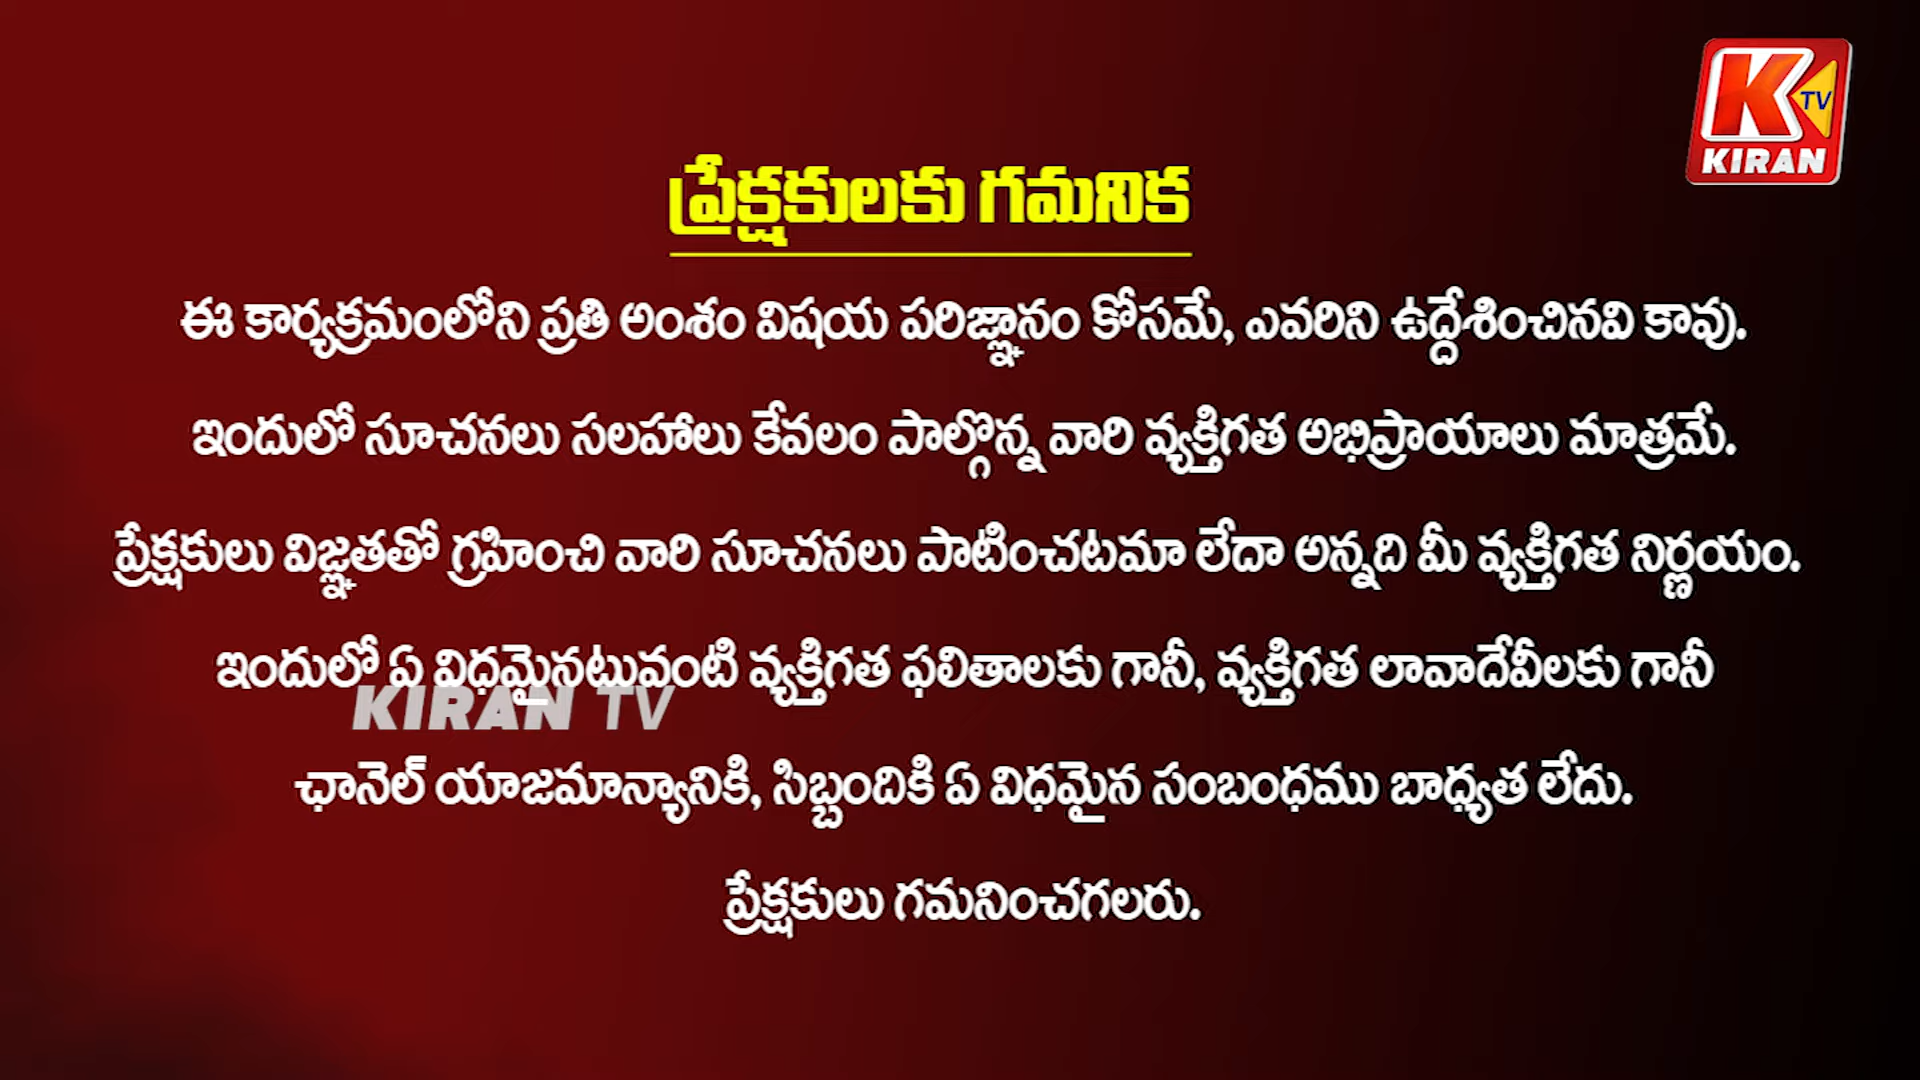 K TV
KIRAN
ప్రేక్షకులకు గమనిక
ఈ కార్యక్రమంలోని ప్రతి అంశం విషయ పరిజ్ఞానం కోసమే, ఎవరిని ఉద్దేశించినవి కావు.
ఇందులో సూచనలు సలహాలు కేవలం పాల్గొన్న వారి వ్యక్తిగత అభిప్రాయాలు మాత్రమే.
ప్రేక్షకులు విజ్ఞతతో గ్రహించి వారి సూచనలు పాటించటమా లేదా అన్నది మీ వ్యక్తిగత నిర్ణయం.
ఇందులో ఏ విధమైనటువంటి వ్యక్తిగత ఫలితాలకు గానీ, వ్యక్తిగత లావాదేవీలకు గానీ
KIRAN TV
ఛానెల్ యాజమాన్యానికి, సిబ్బందికి ఏ విధమైన సంబంధము బాధ్యత లేదు.
ప్రేక్షకులు గమనించగలరు.